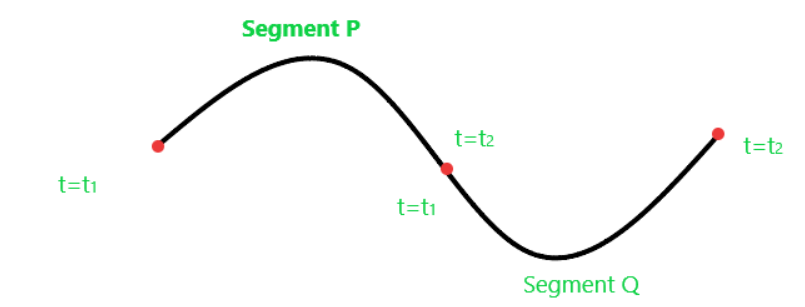 Segment P
t=t₂
t=t₂
t=t₁
t=t₁
Segment Q